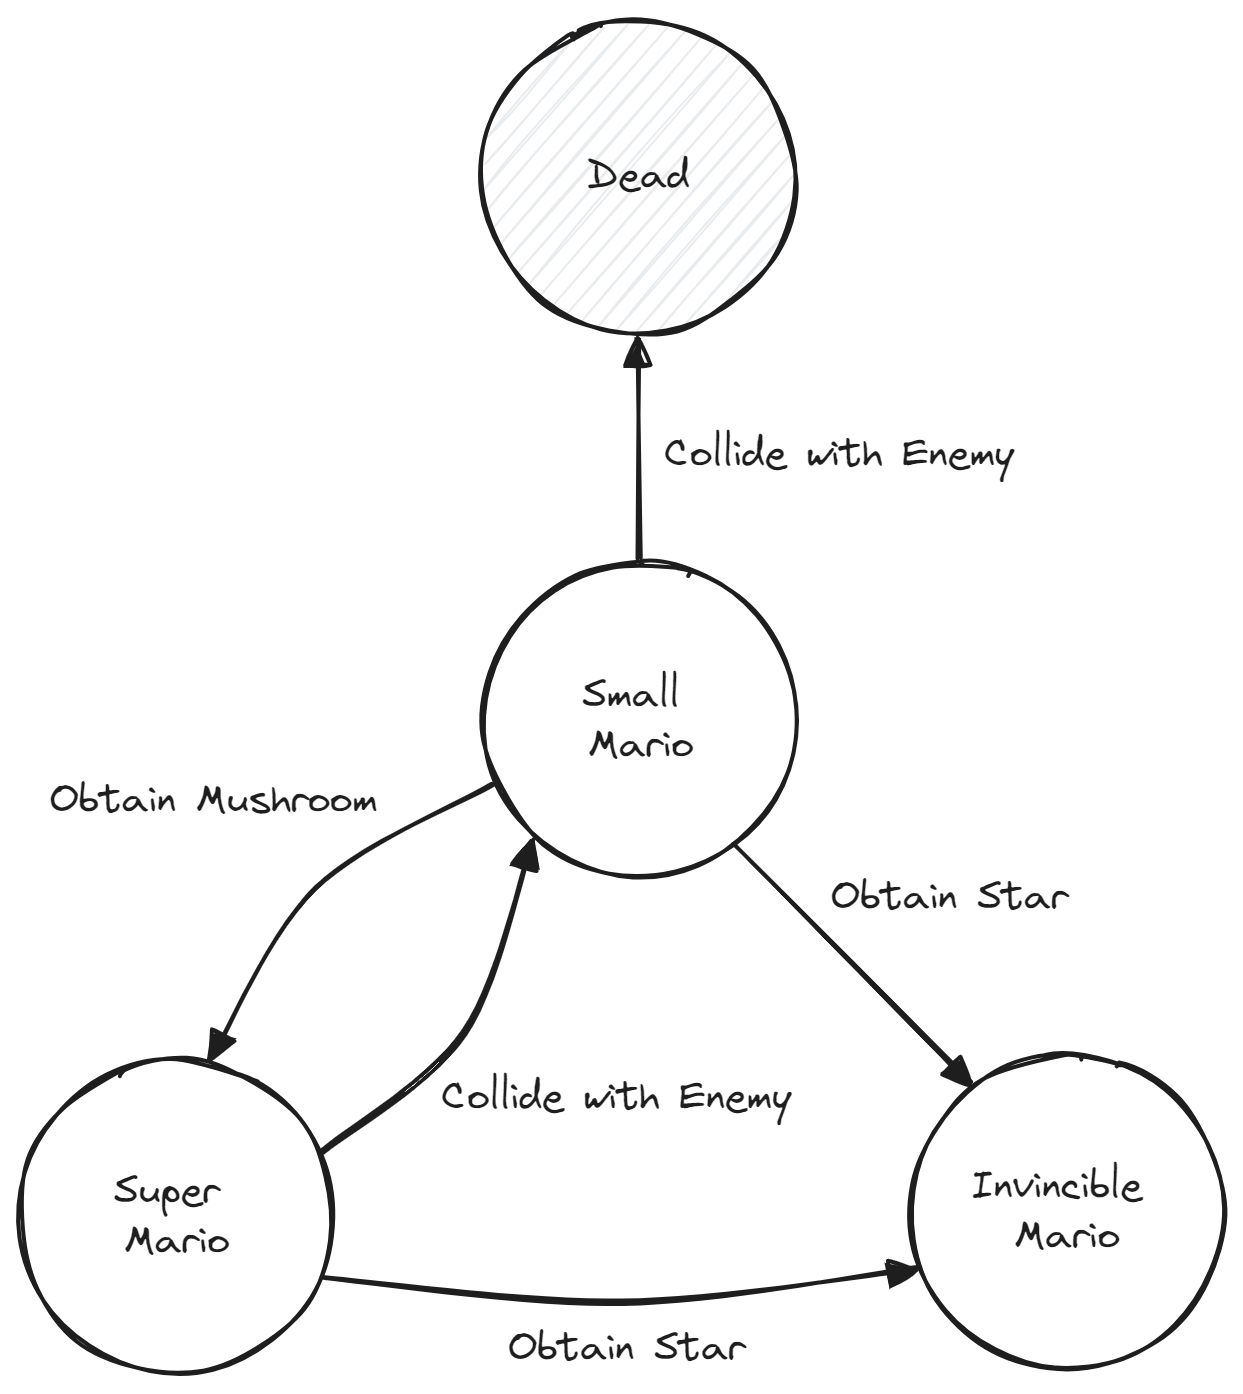 Dead
Collide with Enemy
Small
Mario
Obtain Mushroom
Obtain Star
Collide with Enemy
Super
Mario
Invincible
Mario
Obtain Star